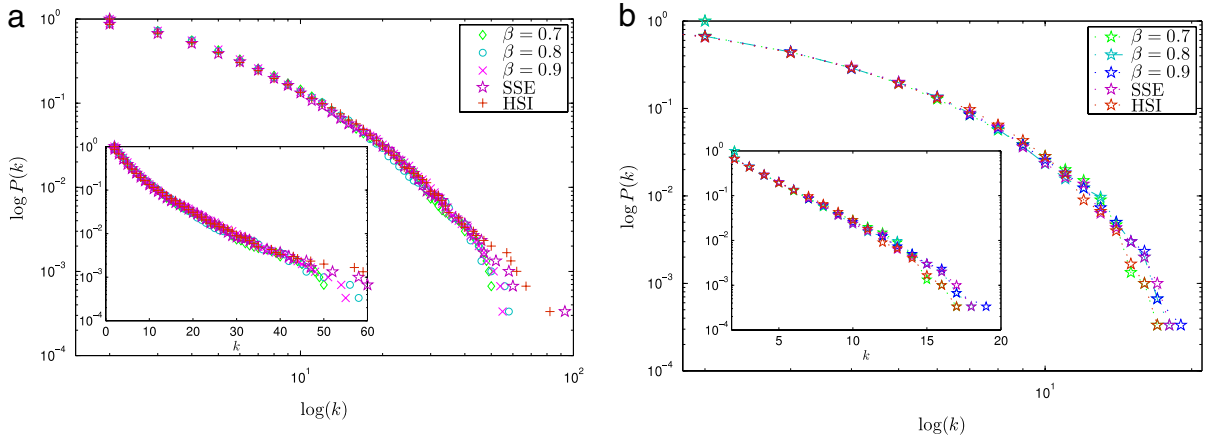 a
10^0
10^-1
10^-2
10^-3
10^-4
log P(k)
10^1
10^2
log(k)
β = 0.7
β = 0.8
β = 0.9
SSE
HSI
10^0
10^-1
10^-2
10^-3
10^-4
0 10 20 30 40 50 60
k
b
10^0
10^-1
10^-2
10^-3
10^-4
log P(k)
10^1
log(k)
β = 0.7
β = 0.8
β = 0.9
SSE
HSI
10^0
10^-1
10^-2
10^-3
10^-4
5 10 15 20
k